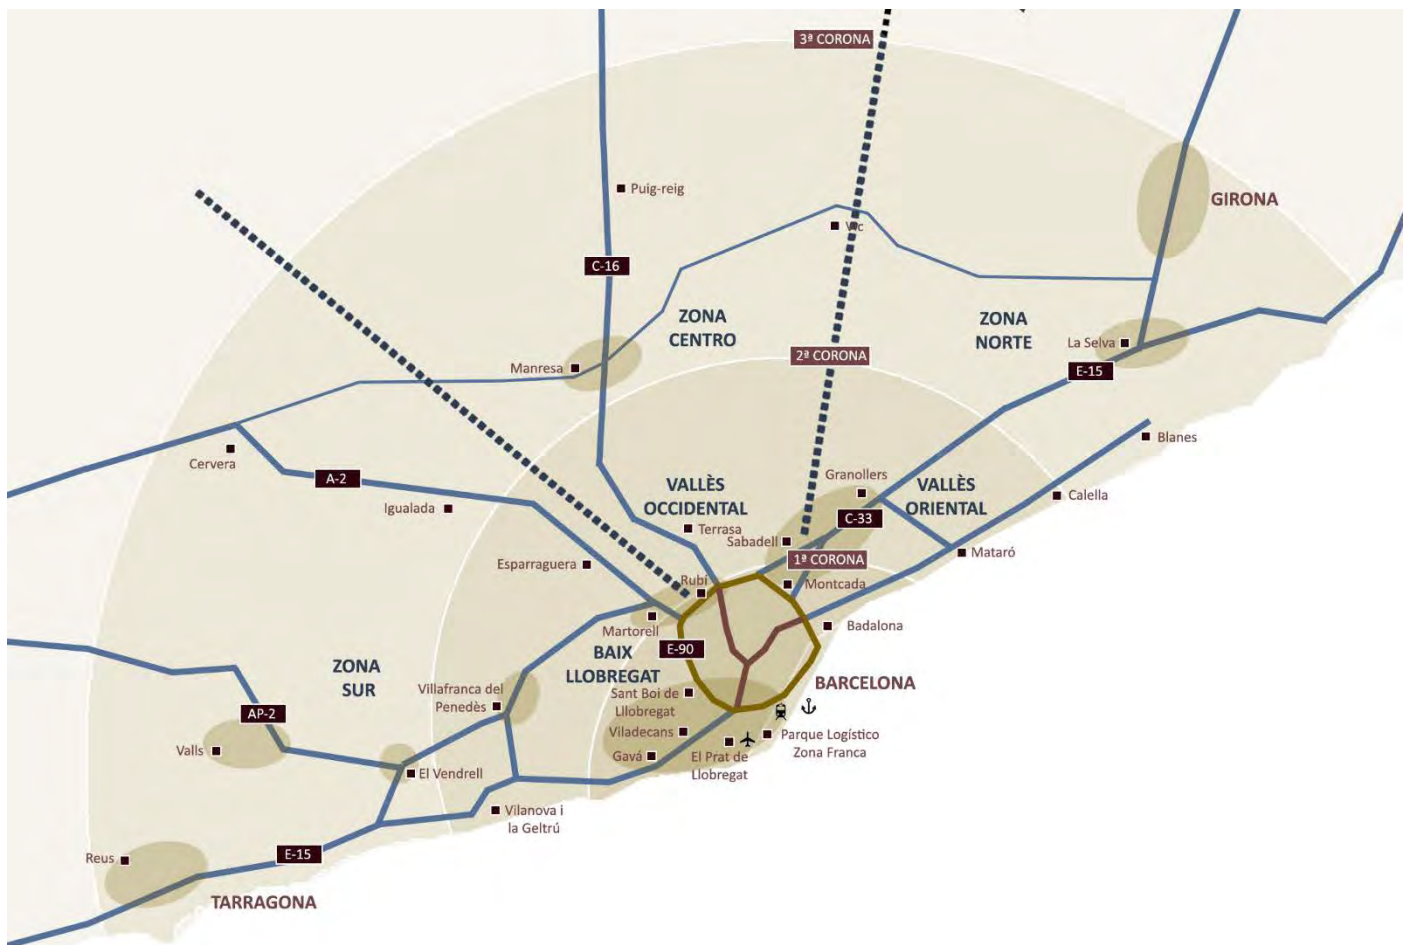 3ª CORONA
Puig-reig
GIRONA
Vic
C-16
ZONA
CENTRO
ZONA
NORTE
2ª CORONA
La Selva
Manresa
E-15
Blanes
Cervera
A-2
Granollers
VALLÈS
OCCIDENTAL
VALLÈS
ORIENTAL
Calella
Igualada
C-33
Terrasa
Sabadell
Mataró
1ª CORONA
Esparraguera
Rubí
Montcada
Martorell
Badalona
E-90
BAIX
LLOBREGAT
ZONA
SUR
BARCELONA
Villafranca del
Penedès
Sant Boi de
Llobregat
AP-2
Viladecans
Parque Logístico
Zona Franca
Valls
Gavá
El Prat de
Llobregat
El Vendrell
Vilanova i
la Geltrú
E-15
Reus
TARRAGONA